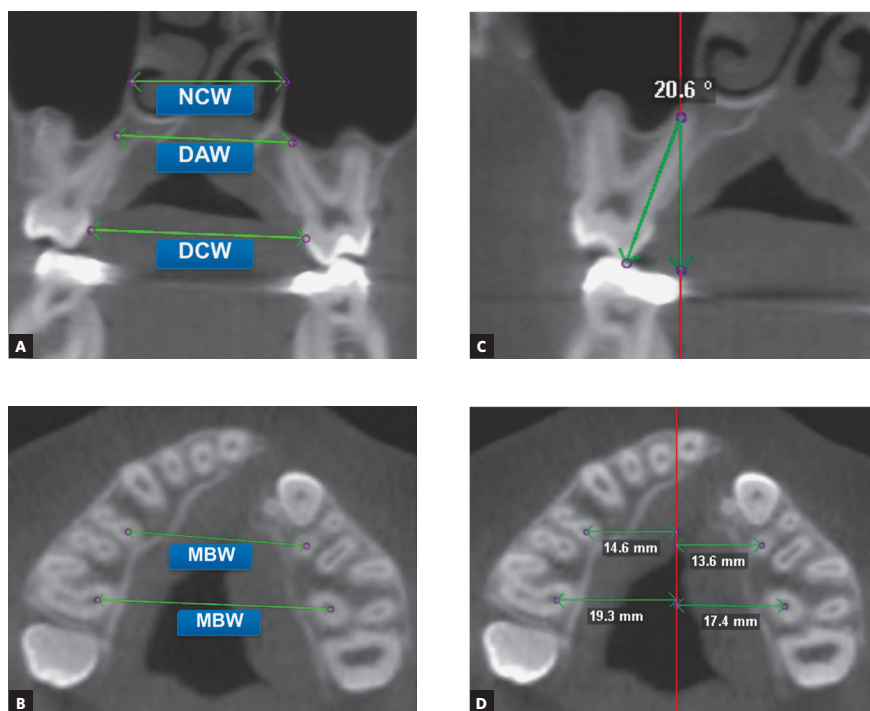 NCW
DAW
DCW
A
20.6 º
C
MBW
MBW
B
14.6 mm
13.6 mm
19.3 mm
17.4 mm
D